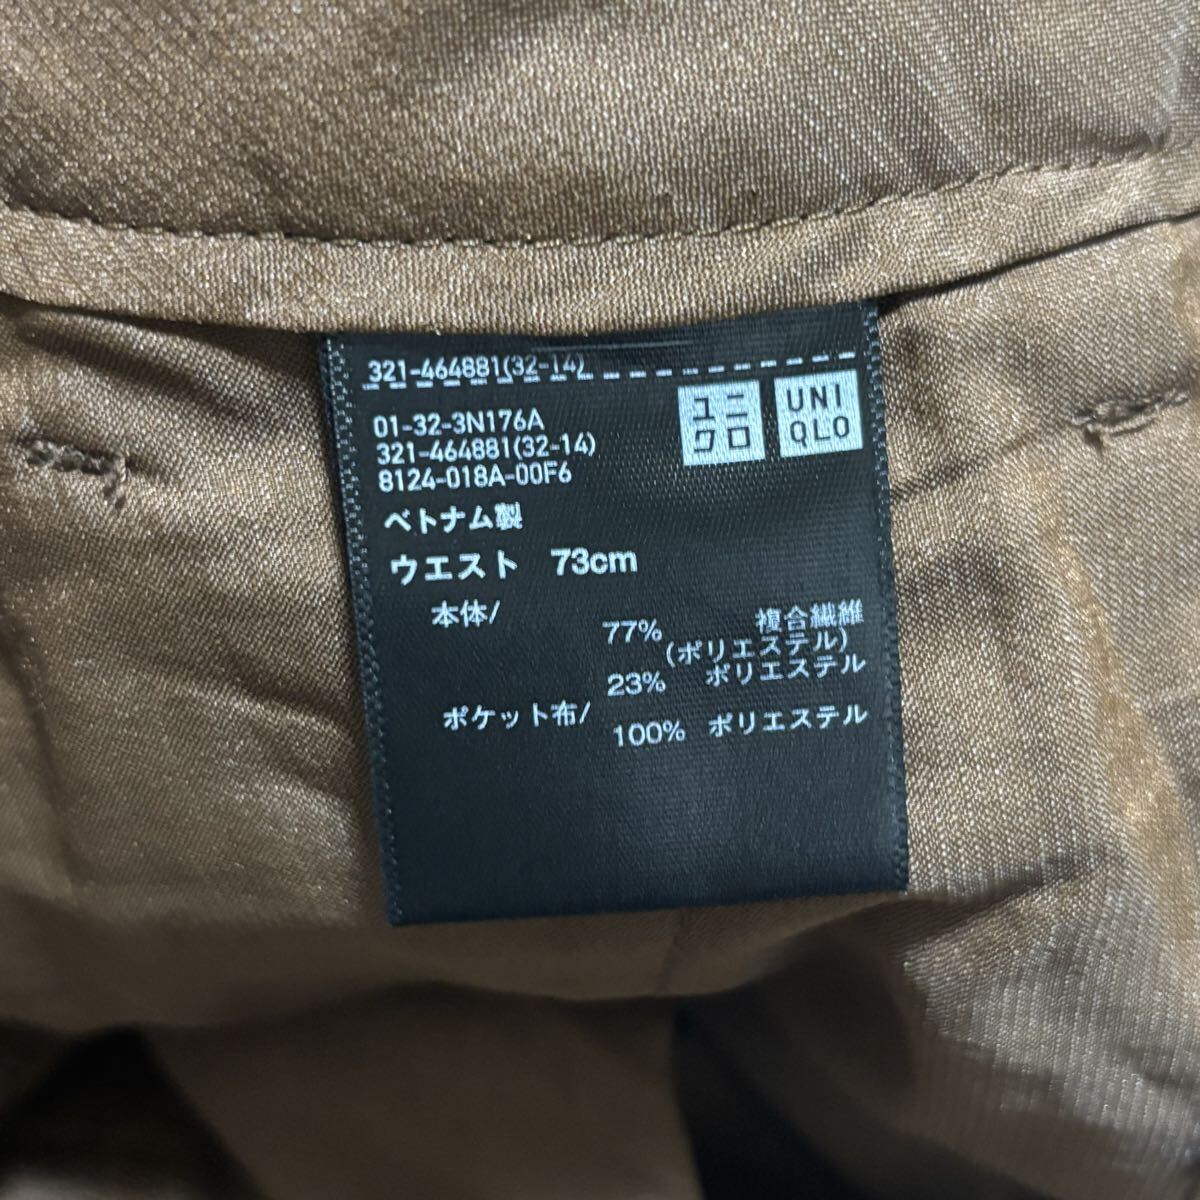 321-464881(32-14)
01-32-3N176A
321-464881(32-14)
8124-018A-00F6
ユニ
クロ
UNI
QLO
ベトナム製
ウエスト 73cm
本体/
77% 複合繊維
(ポリエステル)
23% ポリエステル
ポケット布/
100% ポリエステル